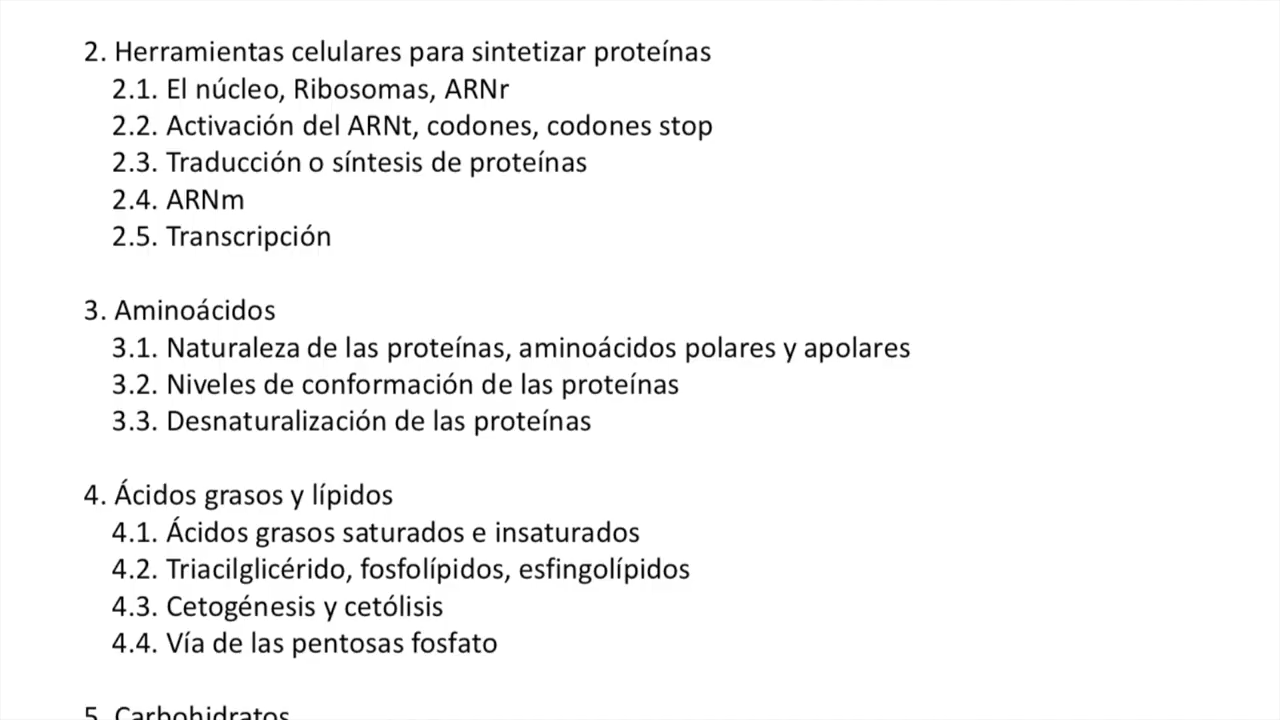 2. Herramientas celulares para sintetizar proteínas
2.1. El núcleo, Ribosomas, ARNr
2.2. Activación del ARNt, codones, codones stop
2.3. Traducción o síntesis de proteínas
2.4. ARNm
2.5. Transcripción
3. Aminoácidos
3.1. Naturaleza de las proteínas, aminoácidos polares y apolares
3.2. Niveles de conformación de las proteínas
3.3. Desnaturalización de las proteínas
4. Ácidos grasos y lípidos
4.1. Ácidos grasos saturados e insaturados
4.2. Triacilglicérido, fosfolípidos, esfingolípidos
4.3. Cetogénesis y cetólisis
4.4. Vía de las pentosas fosfato
5. Carbohidratos